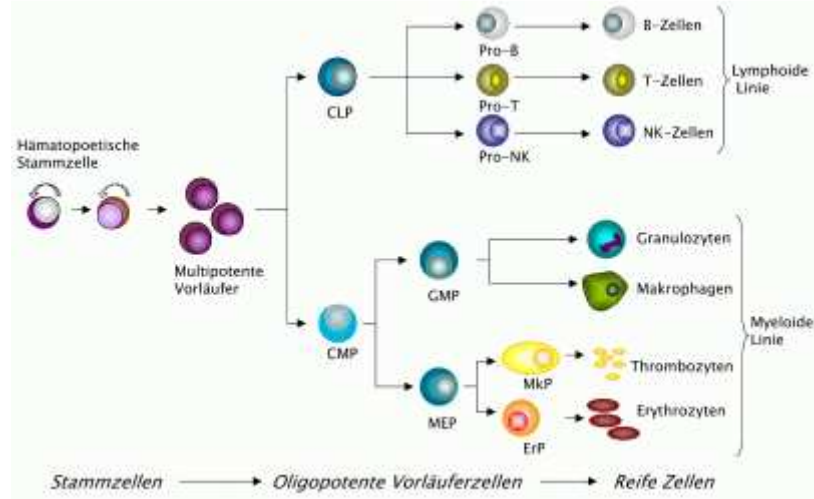 B-Zellen
Pro-B
T-Zellen
Lymphoide
Linie
CLP
Pro-T
NK-Zellen
Pro-NK
Hämatopoetische
Stammzelle
Multipotente
Vorläufer
Granulozyten
GMP
Makrophagen
CMP
Myeloide
Linie
MkP
Thrombozyten
MEP
ErP
Erythrozyten
Stammzellen
Oligopotente Vorläuferzellen
Reife Zellen